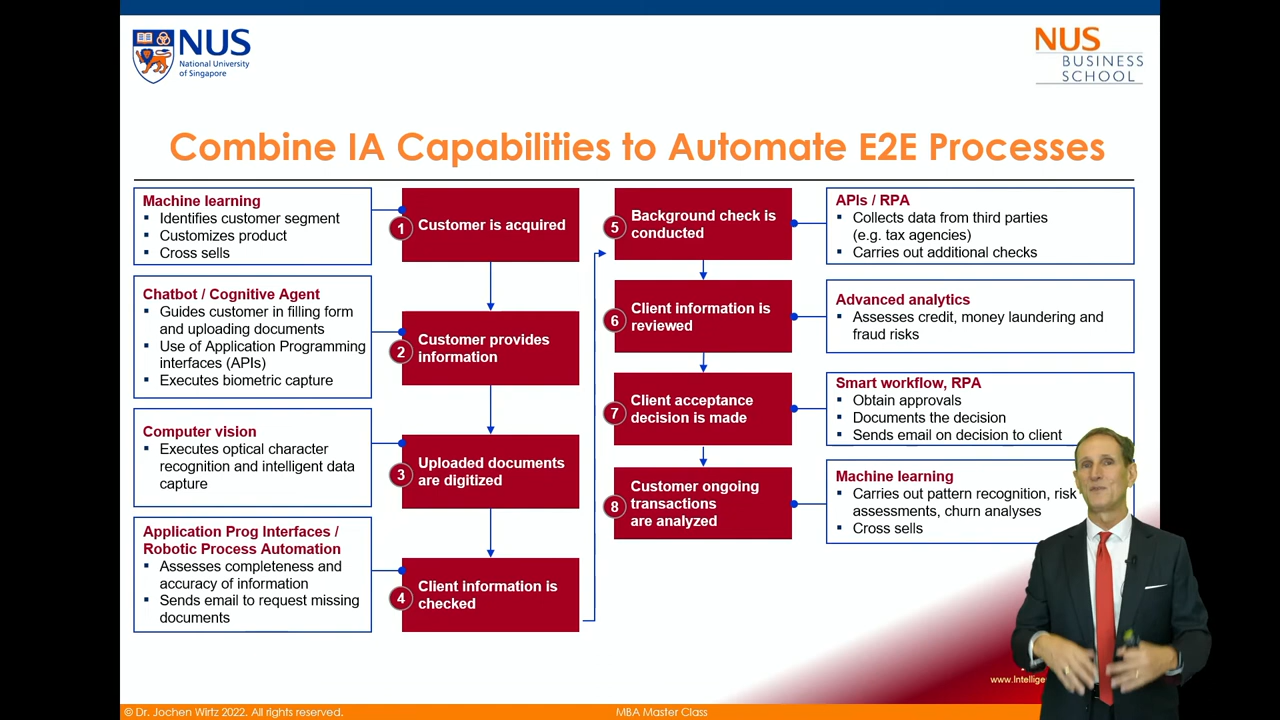 NUS
National University
of Singapore
NUS
BUSINESS
SCHOOL
Combine IA Capabilities to Automate E2E Processes
Machine learning
▪ Identifies customer segment
▪ Customizes product
▪ Cross sells
1 Customer is acquired
Chatbot / Cognitive Agent
▪ Guides customer in filling form
and uploading documents
▪ Use of Application Programming
interfaces (APIs)
▪ Executes biometric capture
2 Customer provides
information
Computer vision
▪ Executes optical character
recognition and intelligent data
capture
3 Uploaded documents
are digitized
Application Prog Interfaces /
Robotic Process Automation
▪ Assesses completeness and
accuracy of information
▪ Sends email to request missing
documents
4 Client information is
checked
5 Background check is
conducted
APIs / RPA
▪ Collects data from third parties
(e.g. tax agencies)
▪ Carries out additional checks
6 Client information is
reviewed
Advanced analytics
▪ Assesses credit, money laundering and
fraud risks
7 Client acceptance
decision is made
Smart workflow, RPA
▪ Obtain approvals
▪ Documents the decision
▪ Sends email on decision to client
8 Customer ongoing
transactions
are analyzed
Machine learning
▪ Carries out pattern recognition, risk
assessments, churn analyses
▪ Cross sells
© Dr. Jochen Wirtz 2022. All rights reserved.
MBA Master Class